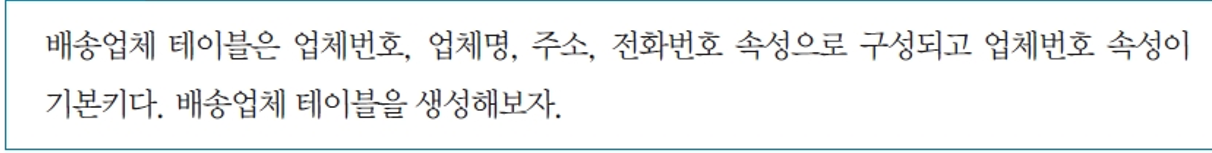 배송업체 테이블은 업체번호, 업체명, 주소, 전화번호 속성으로 구성되고 업체번호 속성이
기본키다. 배송업체 테이블을 생성해보자.